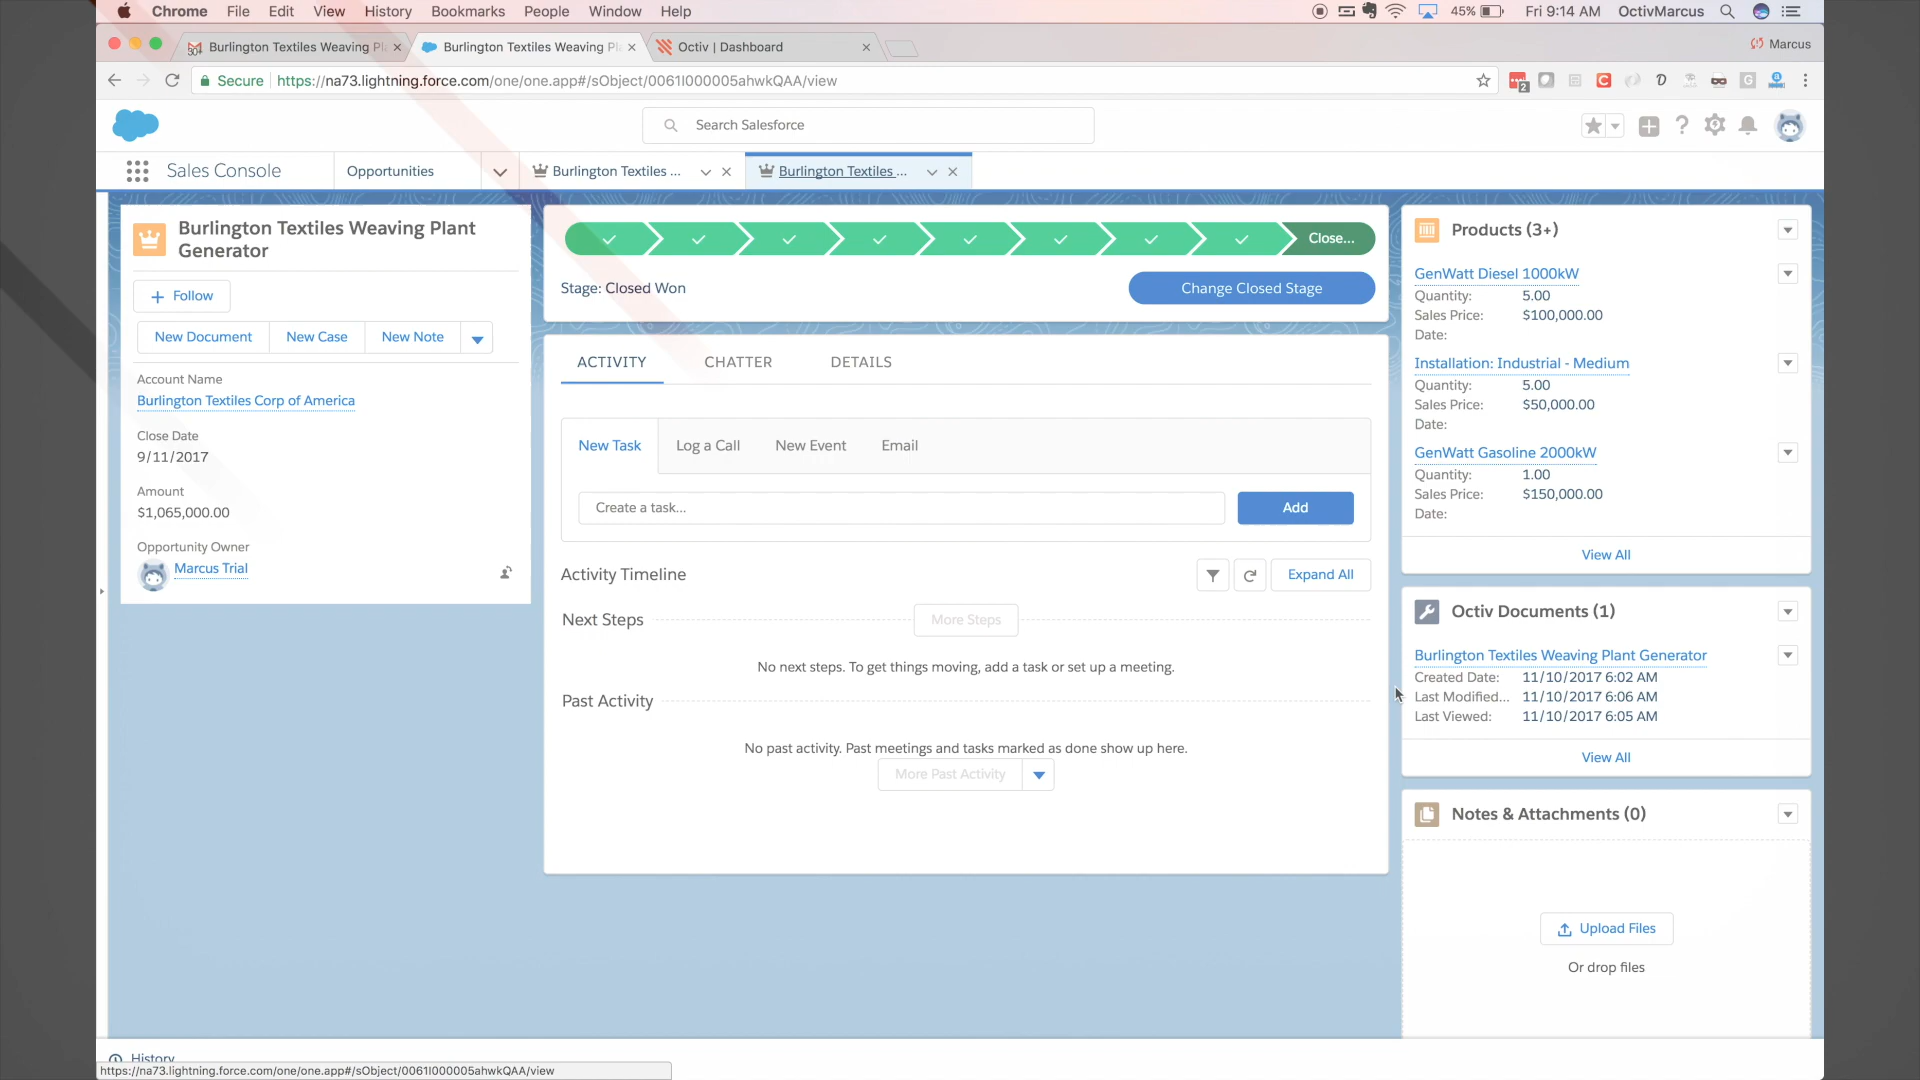 Chrome File Edit View History Bookmarks People Window Help 45% Fri 9:14 AM OctivMarcus
Burlington Textiles Weaving Pl Burlington Textiles Weaving Pl Octiv | Dashboard Marcus
Secure https://na73.lightning.force.com/one/one.app#/sObject/0061I000005ahwkQAA/view
Search Salesforce
Sales Console Opportunities Burlington Textiles ... Burlington Textiles ...
Burlington Textiles Weaving Plant
Generator
Follow
New Document New Case New Note
Account Name
Burlington Textiles Corp of America
Close Date
9/11/2017
Amount
$1,065,000.00
Opportunity Owner
Marcus Trial
Close...
Stage: Closed Won
Change Closed Stage
ACTIVITY CHATTER DETAILS
New Task Log a Call New Event Email
Create a task...
Add
Activity Timeline
Expand All
Next Steps
More Steps
No next steps. To get things moving, add a task or set up a meeting.
Past Activity
No past activity. Past meetings and tasks marked as done show up here.
More Past Activity
Products (3+)
GenWatt Diesel 1000kW
Quantity: 5.00
Sales Price: $100,000.00
Date:
Installation: Industrial - Medium
Quantity: 5.00
Sales Price: $50,000.00
Date:
GenWatt Gasoline 2000kW
Quantity: 1.00
Sales Price: $150,000.00
Date:
View All
Octiv Documents (1)
Burlington Textiles Weaving Plant Generator
Created Date: 11/10/2017 6:02 AM
Last Modified... 11/10/2017 6:06 AM
Last Viewed: 11/10/2017 6:05 AM
View All
Notes & Attachments (0)
Upload Files
Or drop files
History
https://na73.lightning.force.com/one/one.app#/sObject/0061I000005ahwkQAA/view